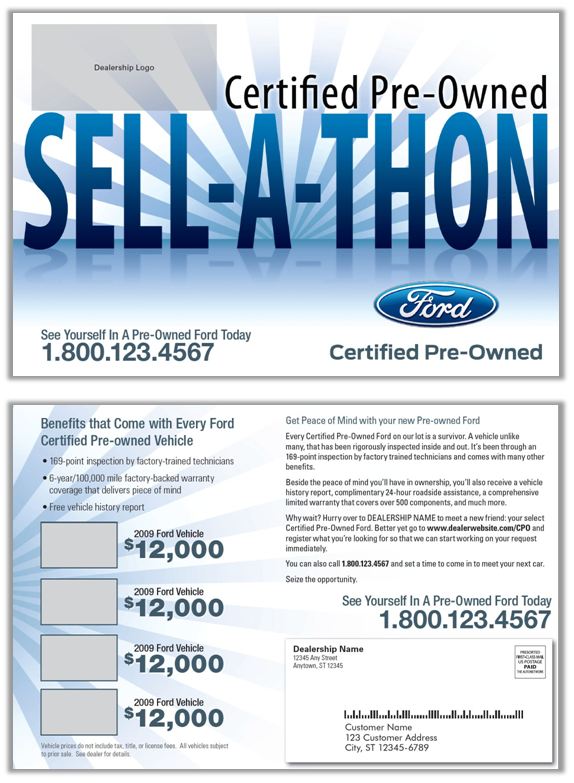 Dealership Logo
Certified Pre-Owned
SELL-A-THON
Ford
Certified Pre-Owned
See Yourself In A Pre-Owned Ford Today
1.800.123.4567
Benefits that Come with Every Ford
Certified Pre-owned Vehicle
• 169-point inspection by factory-trained technicians
• 6-year/100,000 mile factory-backed warranty
coverage that delivers piece of mind
• Free vehicle history report
2009 Ford Vehicle
$12,000
2009 Ford Vehicle
$12,000
2009 Ford Vehicle
$12,000
2009 Ford Vehicle
$12,000
Vehicle prices do not include tax, title, or license fees. All vehicles subject
to prior sale. See dealer for details.
Get Peace of Mind with your new Pre-owned Ford
Every Certified Pre-Owned Ford on our lot is a survivor. A vehicle unlike
many, that has been rigorously inspected inside and out. It's been through an
169-point inspection by factory trained technicians and comes with many other
benefits.
Beside the peace of mind you'll have in ownership, you'll also receive a vehicle
history report, complimentary 24-hour roadside assistance, a comprehensive
limited warranty that covers over 500 components, and much more.
Why wait? Hurry over to DEALERSHIP NAME to meet a new friend: your select
Certified Pre-Owned Ford. Better yet go to www.dealerwebsite.com/CPO and
register what you're looking for so that we can start working on your request
immediately.
You can also call 1.800.123.4567 and set a time to come in to meet your next car.
Seize the opportunity.
See Yourself In A Pre-Owned Ford Today
1.800.123.4567
Dealership Name
12345 Any Street
Anytown, ST 12345
PRESORTED
FIRST-CLASS MAIL
US POSTAGE
PAID
THE AUTONETWORK
Customer Name
123 Customer Address
City, ST 12345-6789